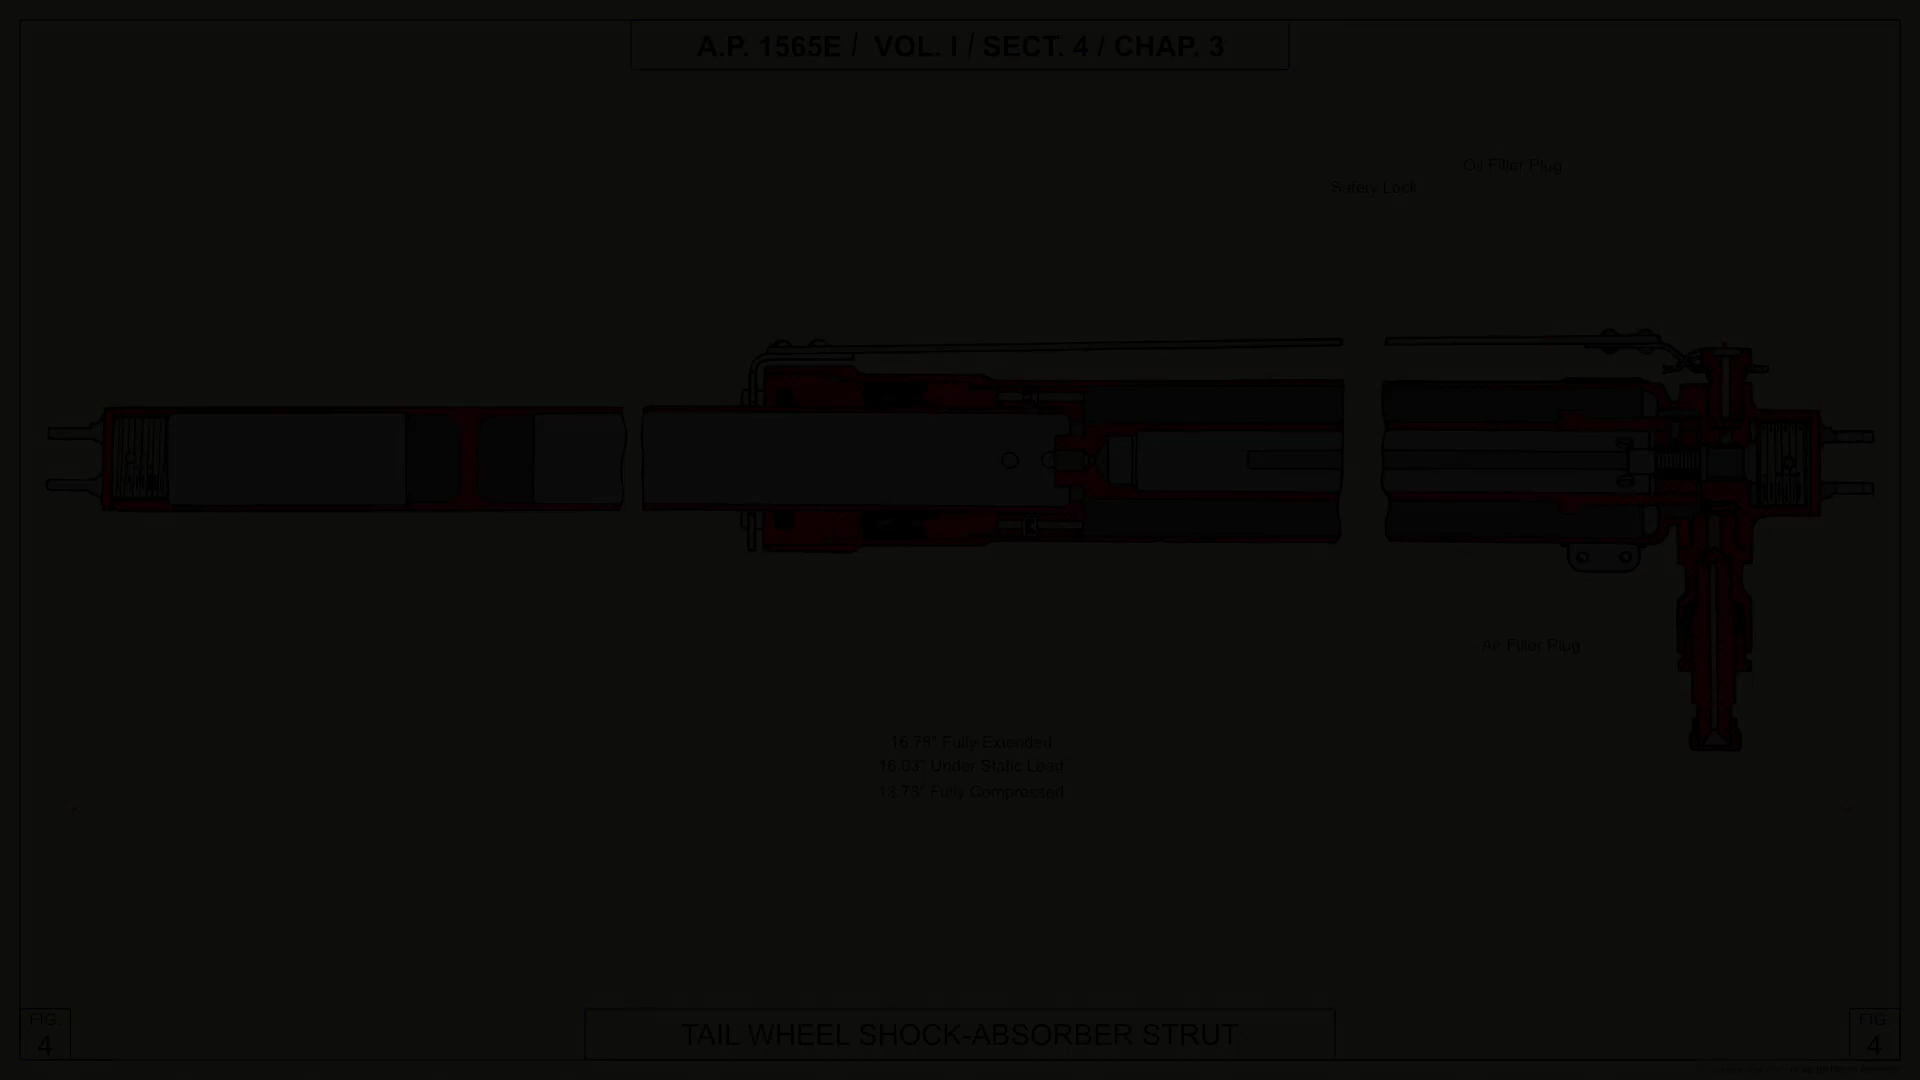 A.P. 1565E / VOL. I / SECT. 4 / CHAP. 3
Oil Filler Plug
Safety Lock
Air Filler Plug
16.78" Fully Extended
16.03" Under Static Load
13.73" Fully Compressed
FIG.
4
TAIL WHEEL SHOCK-ABSORBER STRUT
FIG.
4